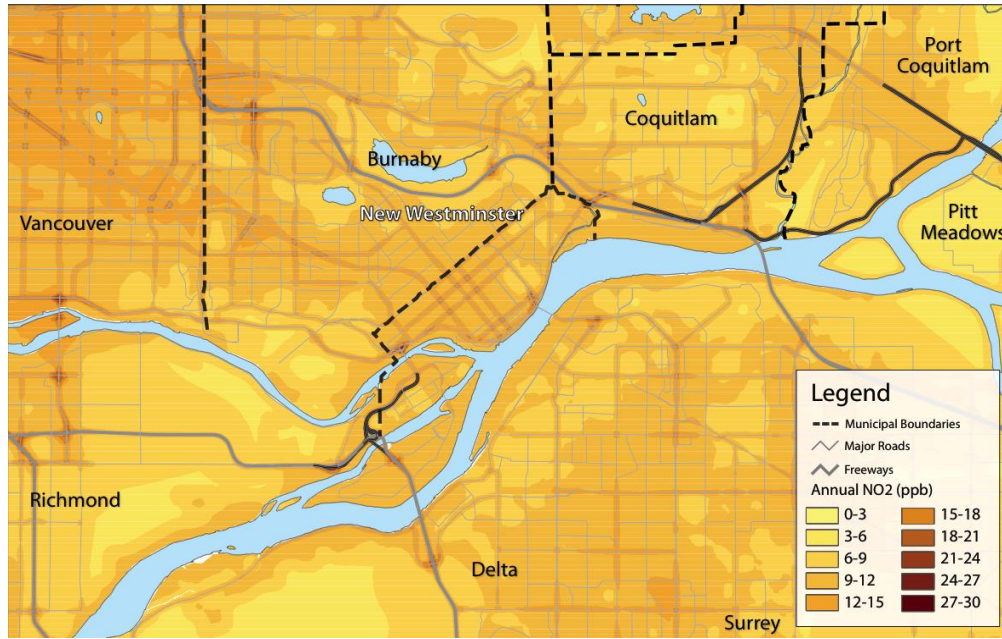 Port
Coquitlam
Coquitlam
Burnaby
New Westminster
Vancouver
Pitt
Meadows
Richmond
Delta
Surrey
Legend
Municipal Boundaries
Major Roads
Freeways
Annual NO2 (ppb)
0-3
3-6
6-9
9-12
12-15
15-18
18-21
21-24
24-27
27-30